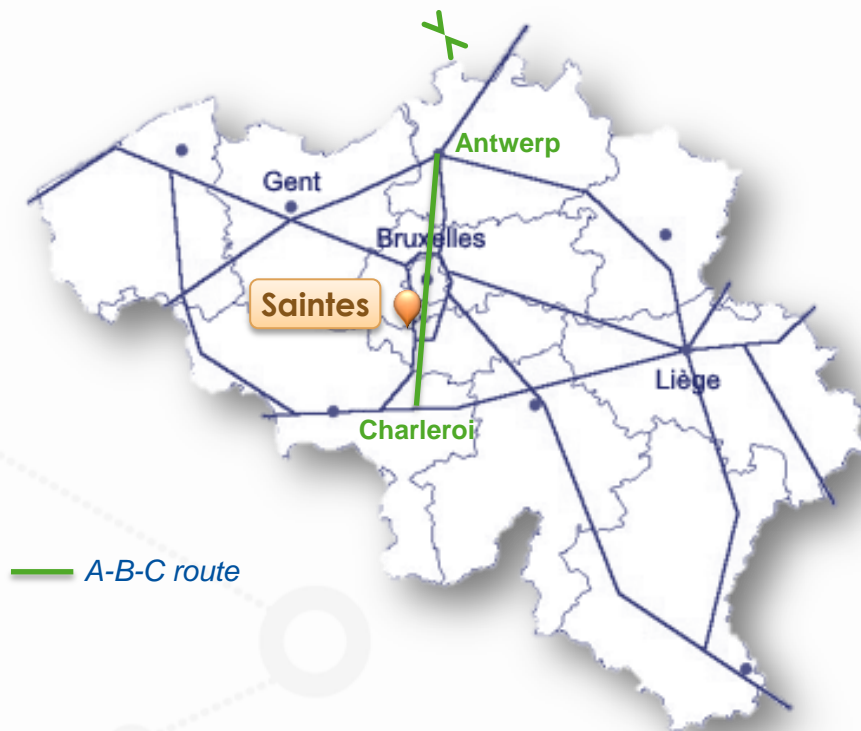 Antwerp
Gent
Bruxelles
Saintes
Liège
Charleroi
A-B-C route